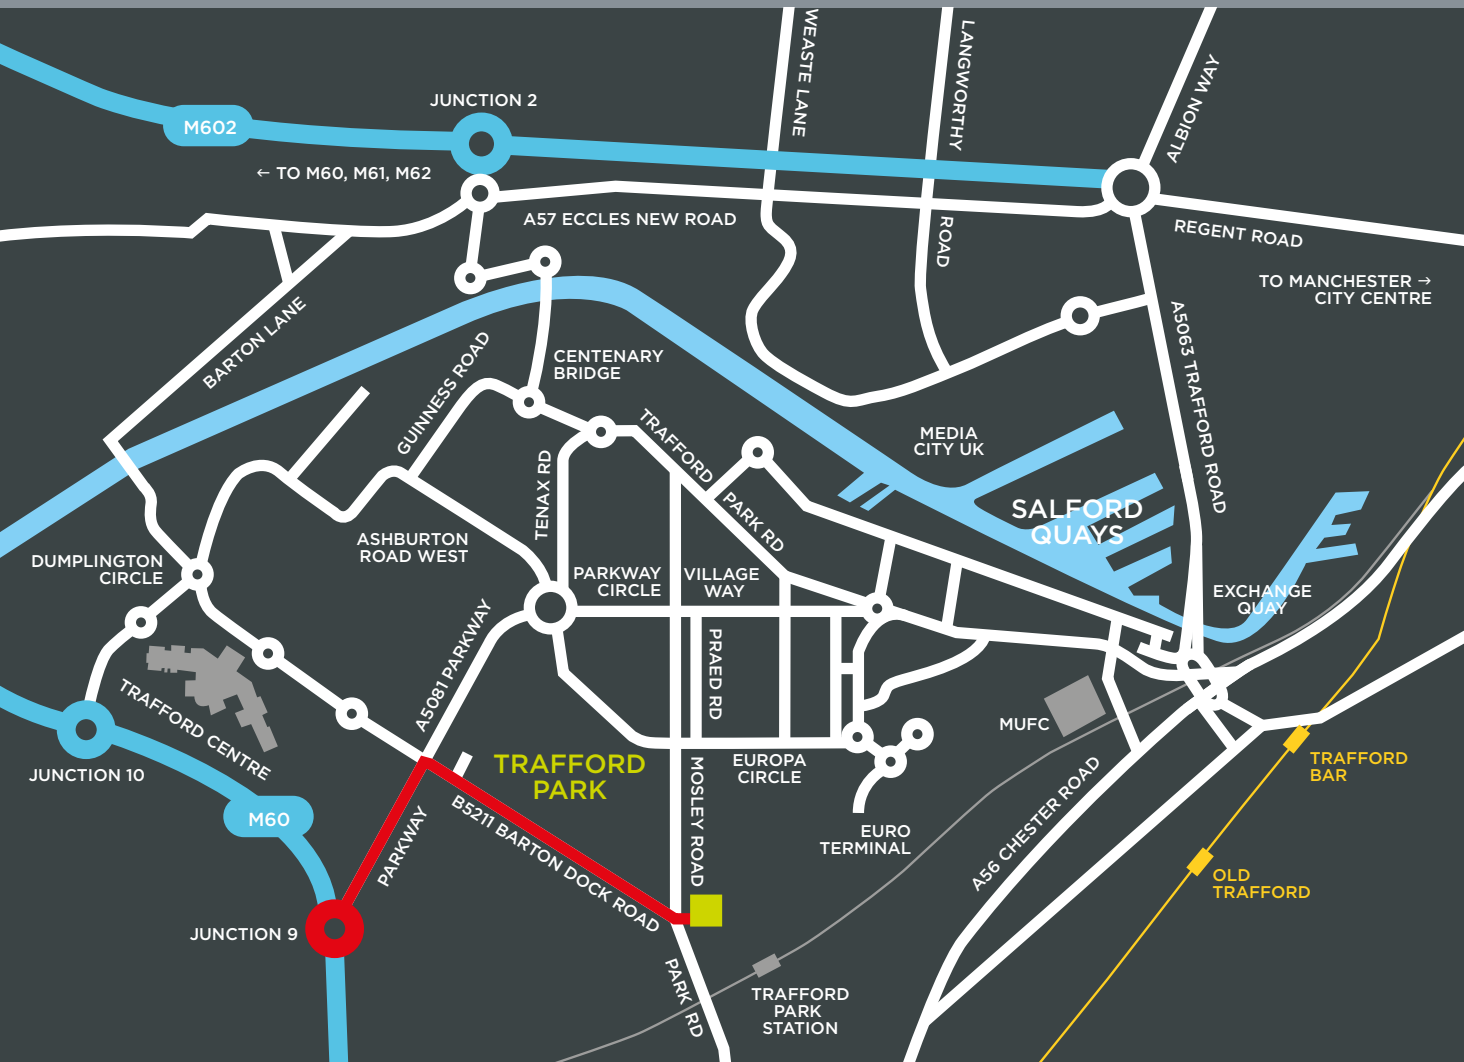 WEASTE LANE
LANGWORTHY
ROAD
ALBION WAY
JUNCTION 2
M602
← TO M60, M61, M62
A57 ECCLES NEW ROAD
REGENT ROAD
TO MANCHESTER →
CITY CENTRE
BARTON LANE
GUINNESS ROAD
CENTENARY
BRIDGE
A5063 TRAFFORD ROAD
TRAFFORD
PARK RD
MEDIA
CITY UK
SALFORD
QUAYS
TENAX RD
ASHBURTON
ROAD WEST
DUMPLINGTON
CIRCLE
PARKWAY
CIRCLE
VILLAGE
WAY
EXCHANGE
QUAY
A5081 PARKWAY
PRAED RD
TRAFFORD CENTRE
MUFC
JUNCTION 10
TRAFFORD
PARK
EUROPA
CIRCLE
TRAFFORD
BAR
M60
PARKWAY
B5211 BARTON DOCK ROAD
MOSLEY ROAD
EURO
TERMINAL
A56 CHESTER ROAD
OLD
TRAFFORD
JUNCTION 9
PARK RD
TRAFFORD
PARK
STATION